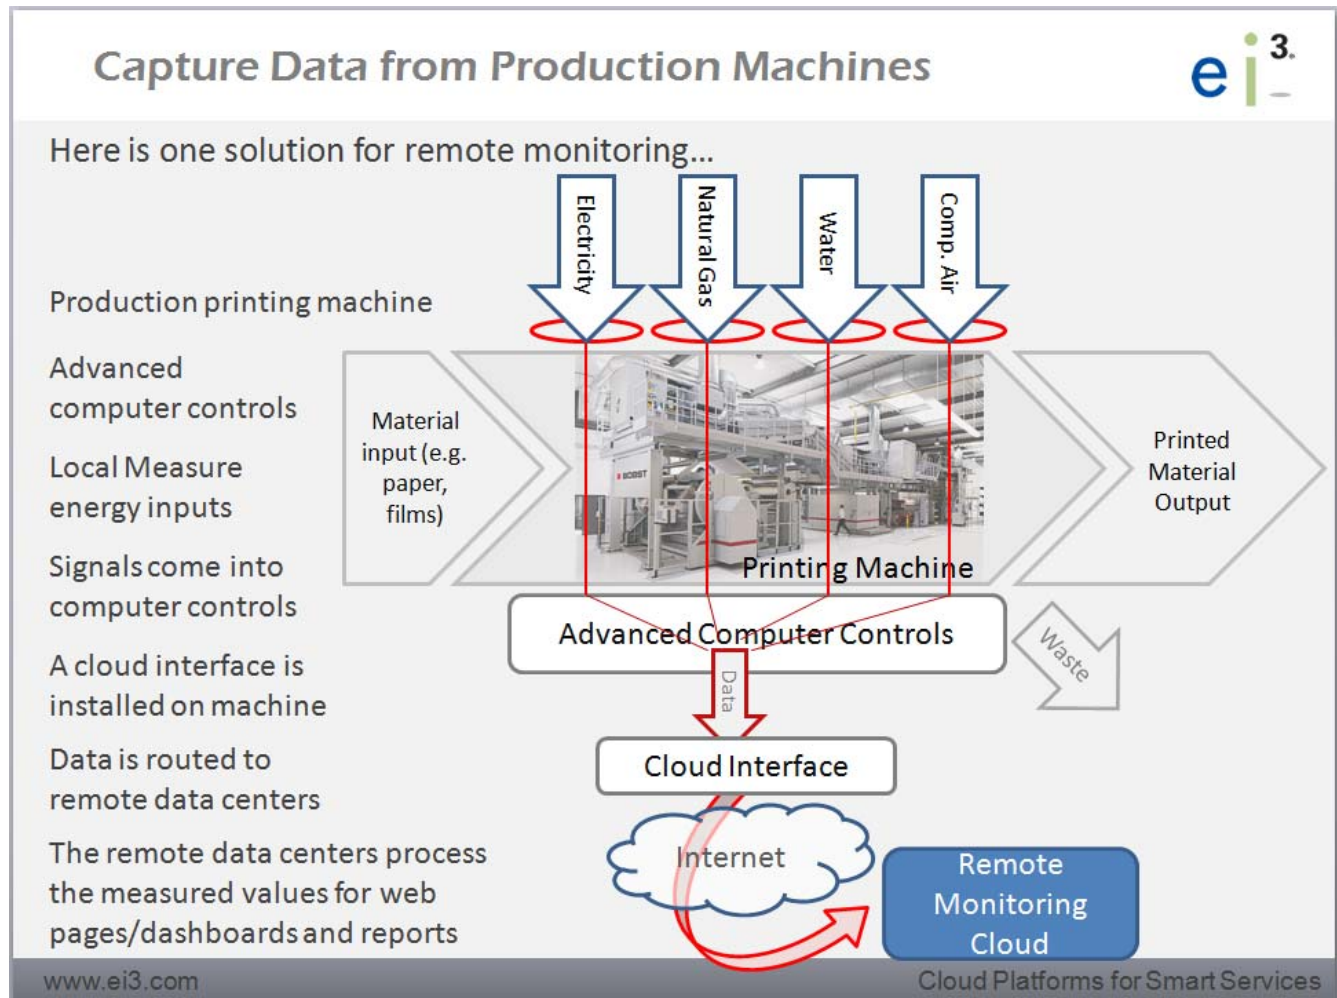 Capture Data from Production Machines
ei3.
Here is one solution for remote monitoring...
Electricity
Natural Gas
Water
Comp. Air
Production printing machine
Advanced
computer controls
Local Measure
energy inputs
Signals come into
computer controls
A cloud interface is
installed on machine
Data is routed to
remote data centers
The remote data centers process
the measured values for web
pages/dashboards and reports
Material
input (e.g.
paper,
films)
BOBST
Printing Machine
Printed
Material
Output
Advanced Computer Controls
Waste
Data
Cloud Interface
Internet
Remote
Monitoring
Cloud
www.ei3.com
Cloud Platforms for Smart Services